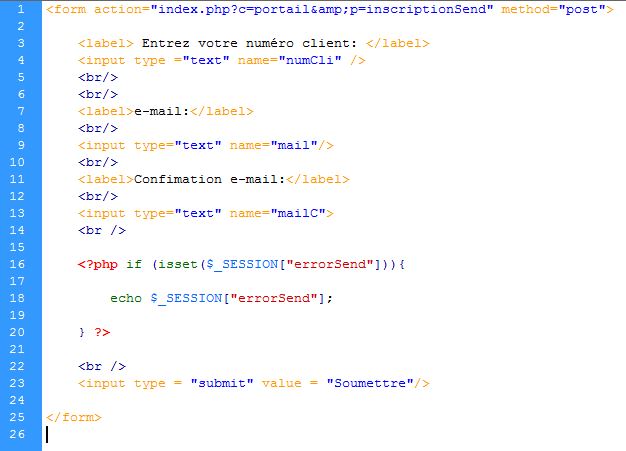 1 <form action="index.php?c=portail&amp;p=inscriptionSend" method="post">
2
3 <label> Entrez votre numéro client: </label>
4 <input type ="text" name="numCli" />
5 <br/>
6 <br/>
7 <label>e-mail:</label>
8 <br/>
9 <input type="text" name="mail"/>
10 <br/>
11 <label>Confimation e-mail:</label>
12 <br/>
13 <input type="text" name="mailC">
14 <br />
15
16 <?php if (isset($_SESSION["errorSend"])){
17
18 echo $_SESSION["errorSend"];
19
20 } ?>
21
22 <br />
23 <input type = "submit" value = "Soumettre"/>
24
25 </form>
26